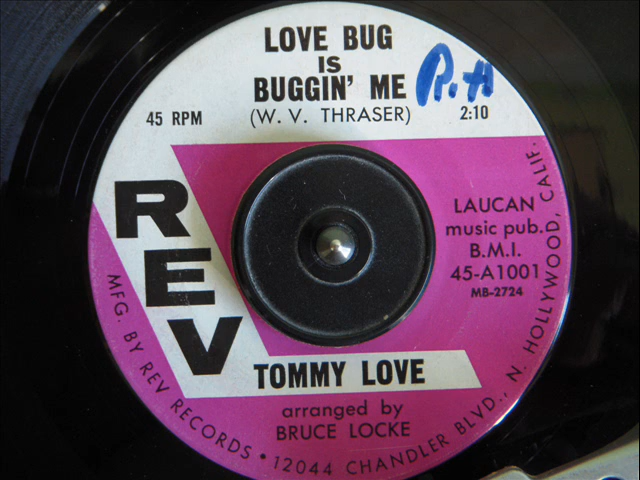 LOVE BUG
IS
BUGGIN' ME
(W. V. THRASER)
45 RPM
2:10
REV
LAUCAN
music pub.
B.M.I.
45-A1001
MB-2724
TOMMY LOVE
arranged by
BRUCE LOCKE
MFG. BY REV RECORDS • 12044 CHANDLER BLVD., N. HOLLYWOOD, CALIF.